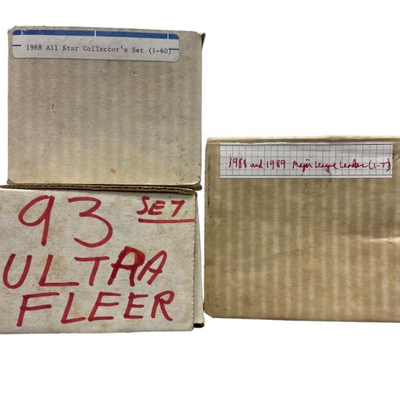 1988 All Star Collector's Set (1-60)
1988 and 1989 Major League Leaders (1-T)
93 SET
ULTRA
FLEER